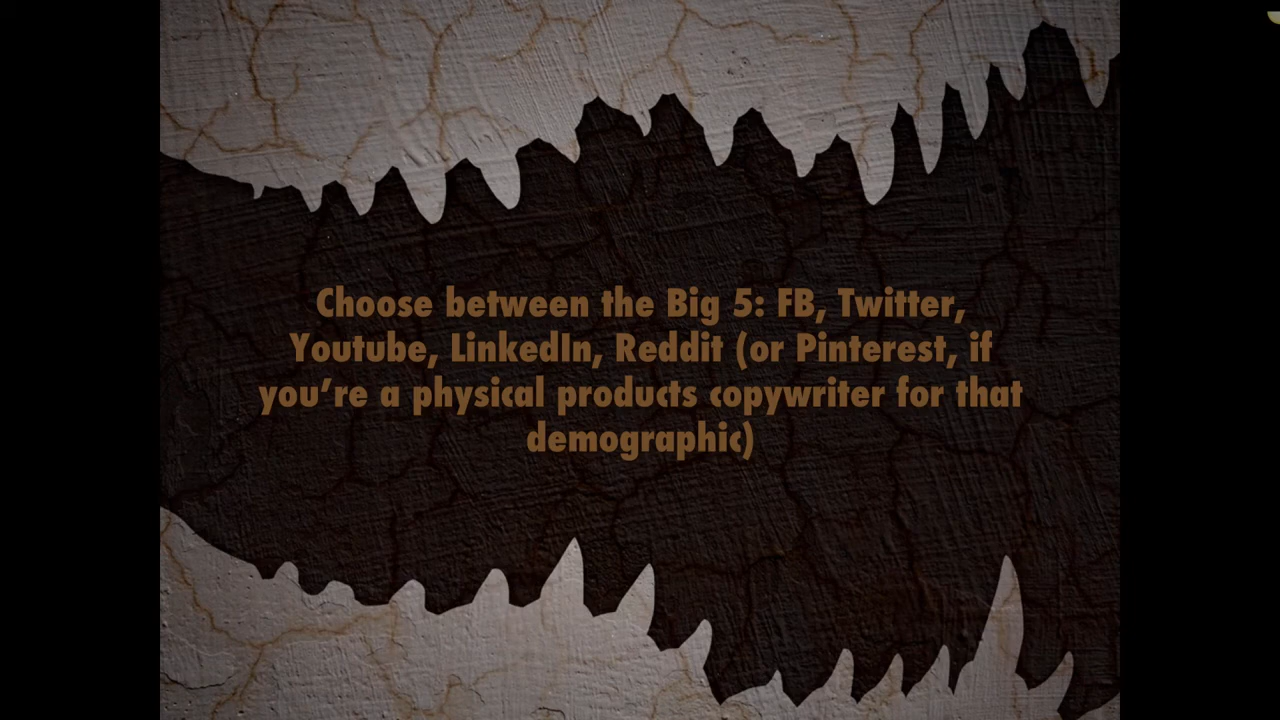 Choose between the Big 5: FB, Twitter,
Youtube, LinkedIn, Reddit (or Pinterest, if
you’re a physical products copywriter for that
demographic)